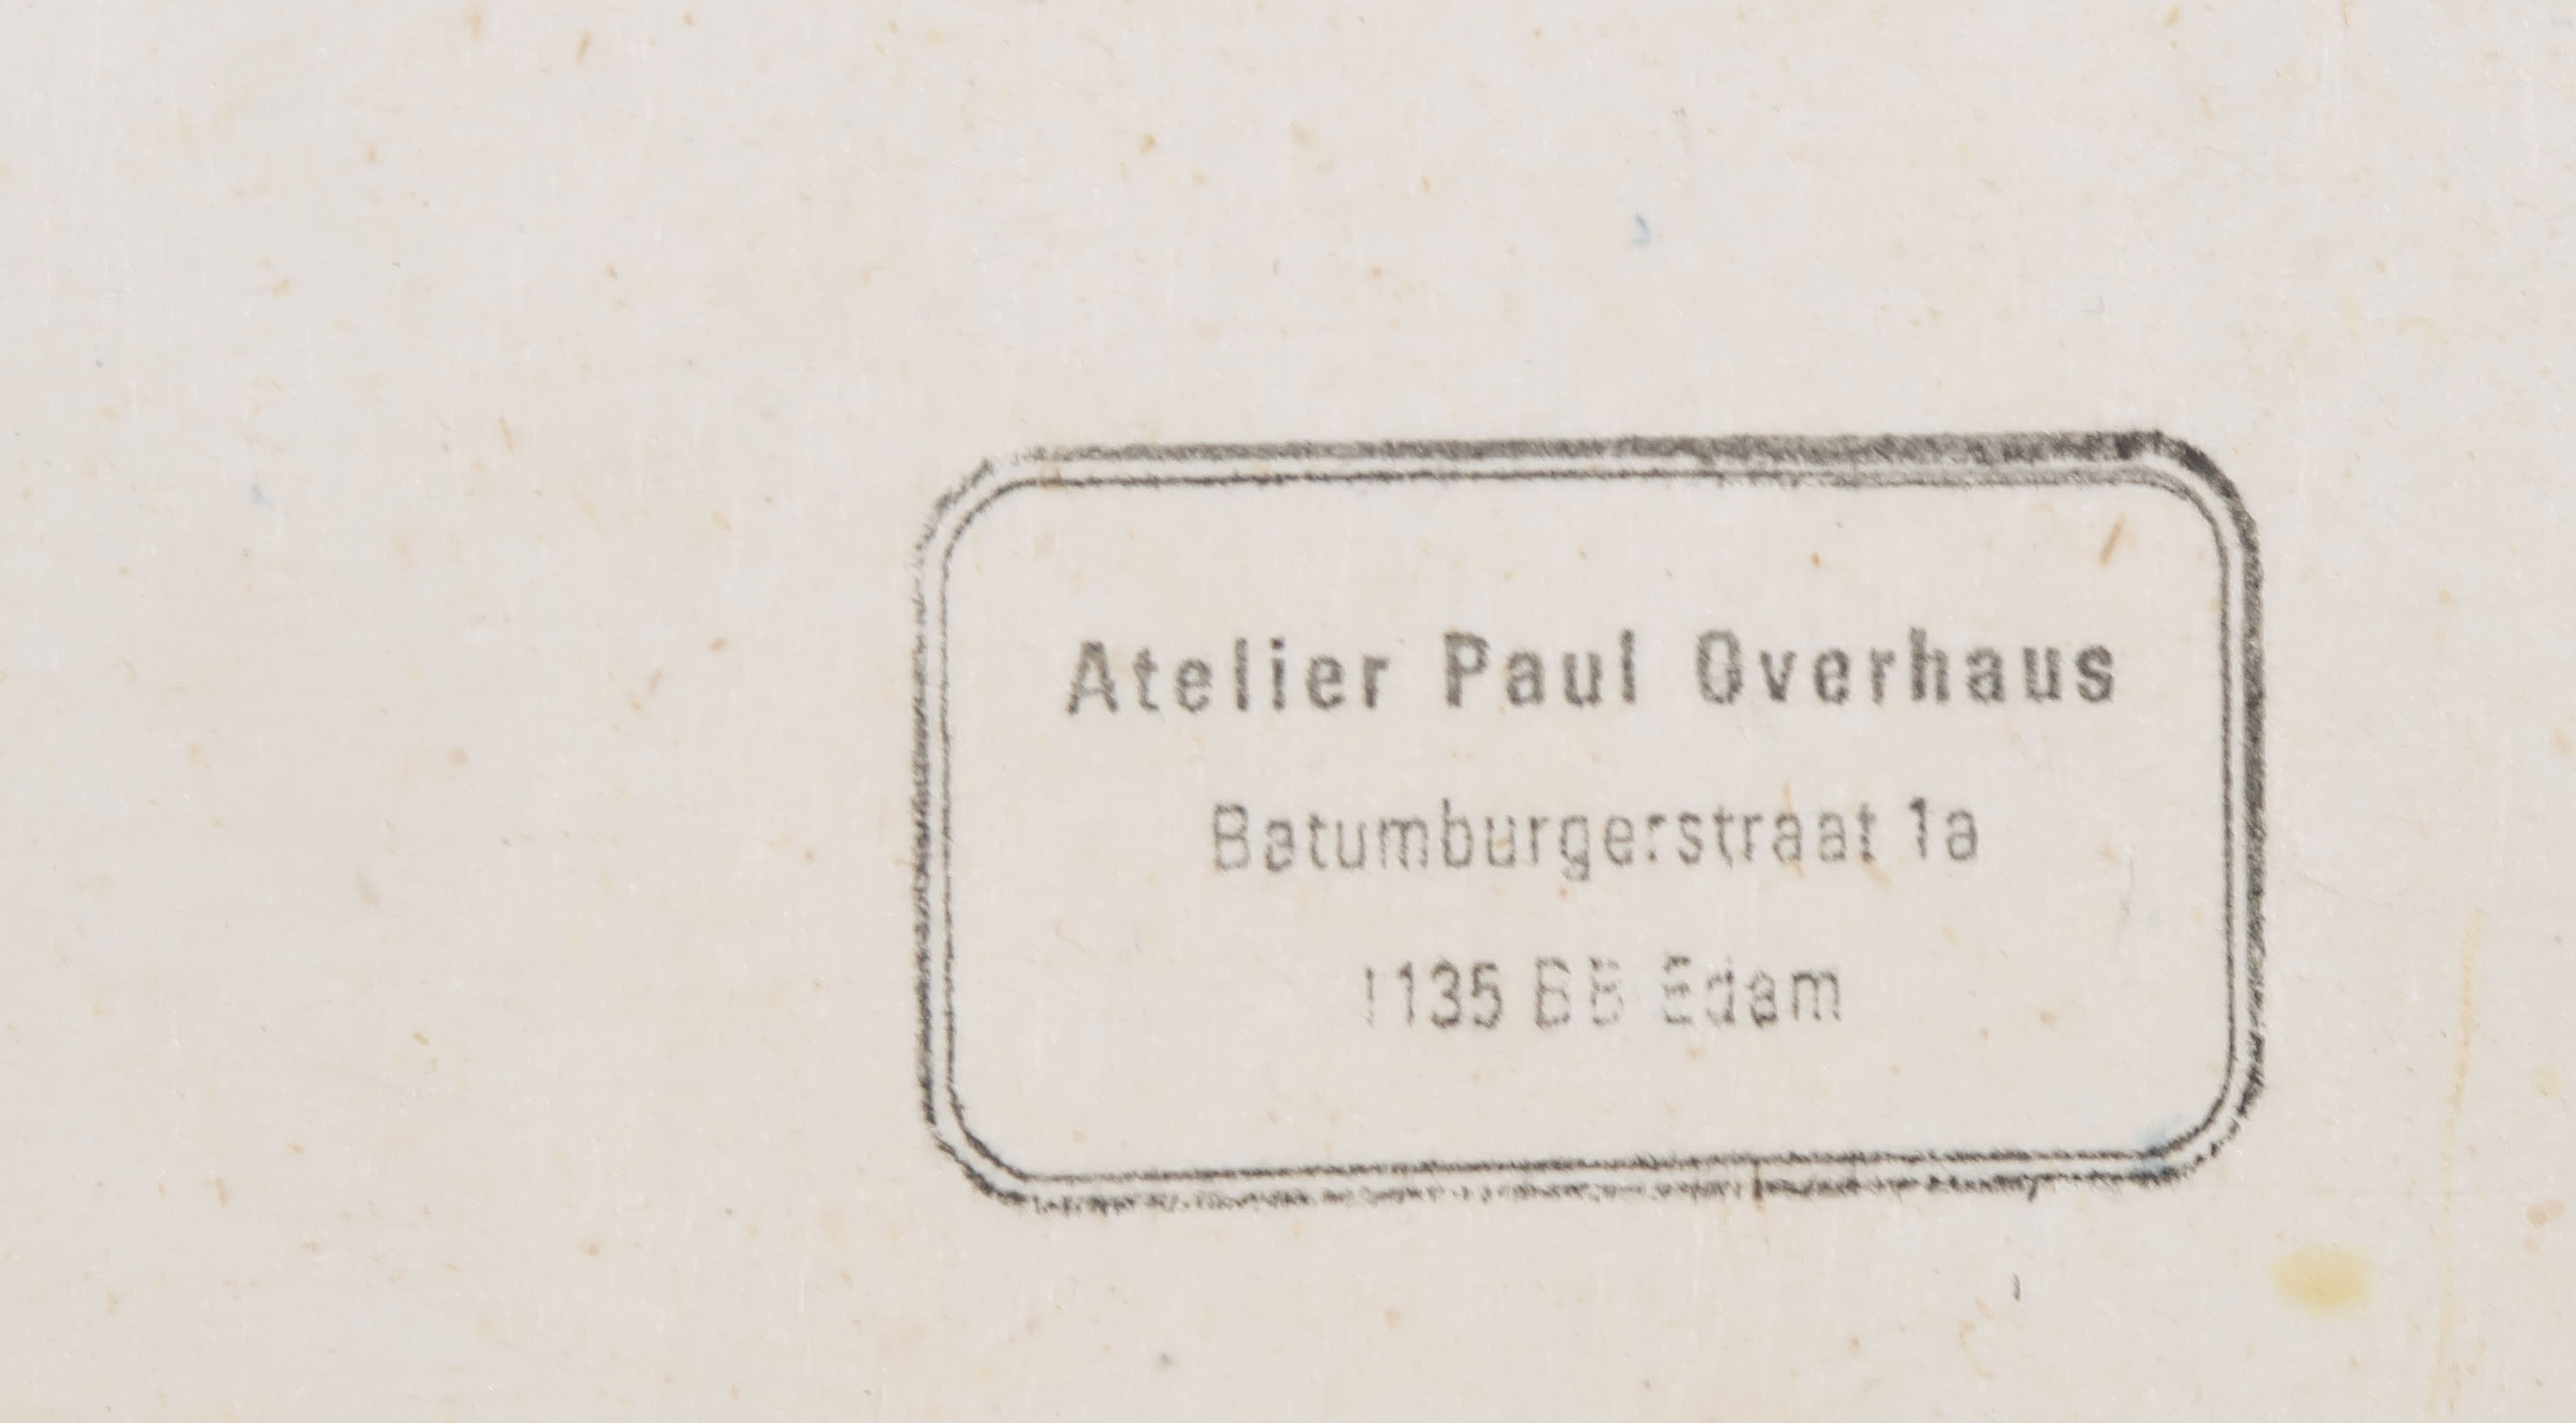 Atelier Paul Overhaus
Batumburgerstraat 1a
1135 BB Edam